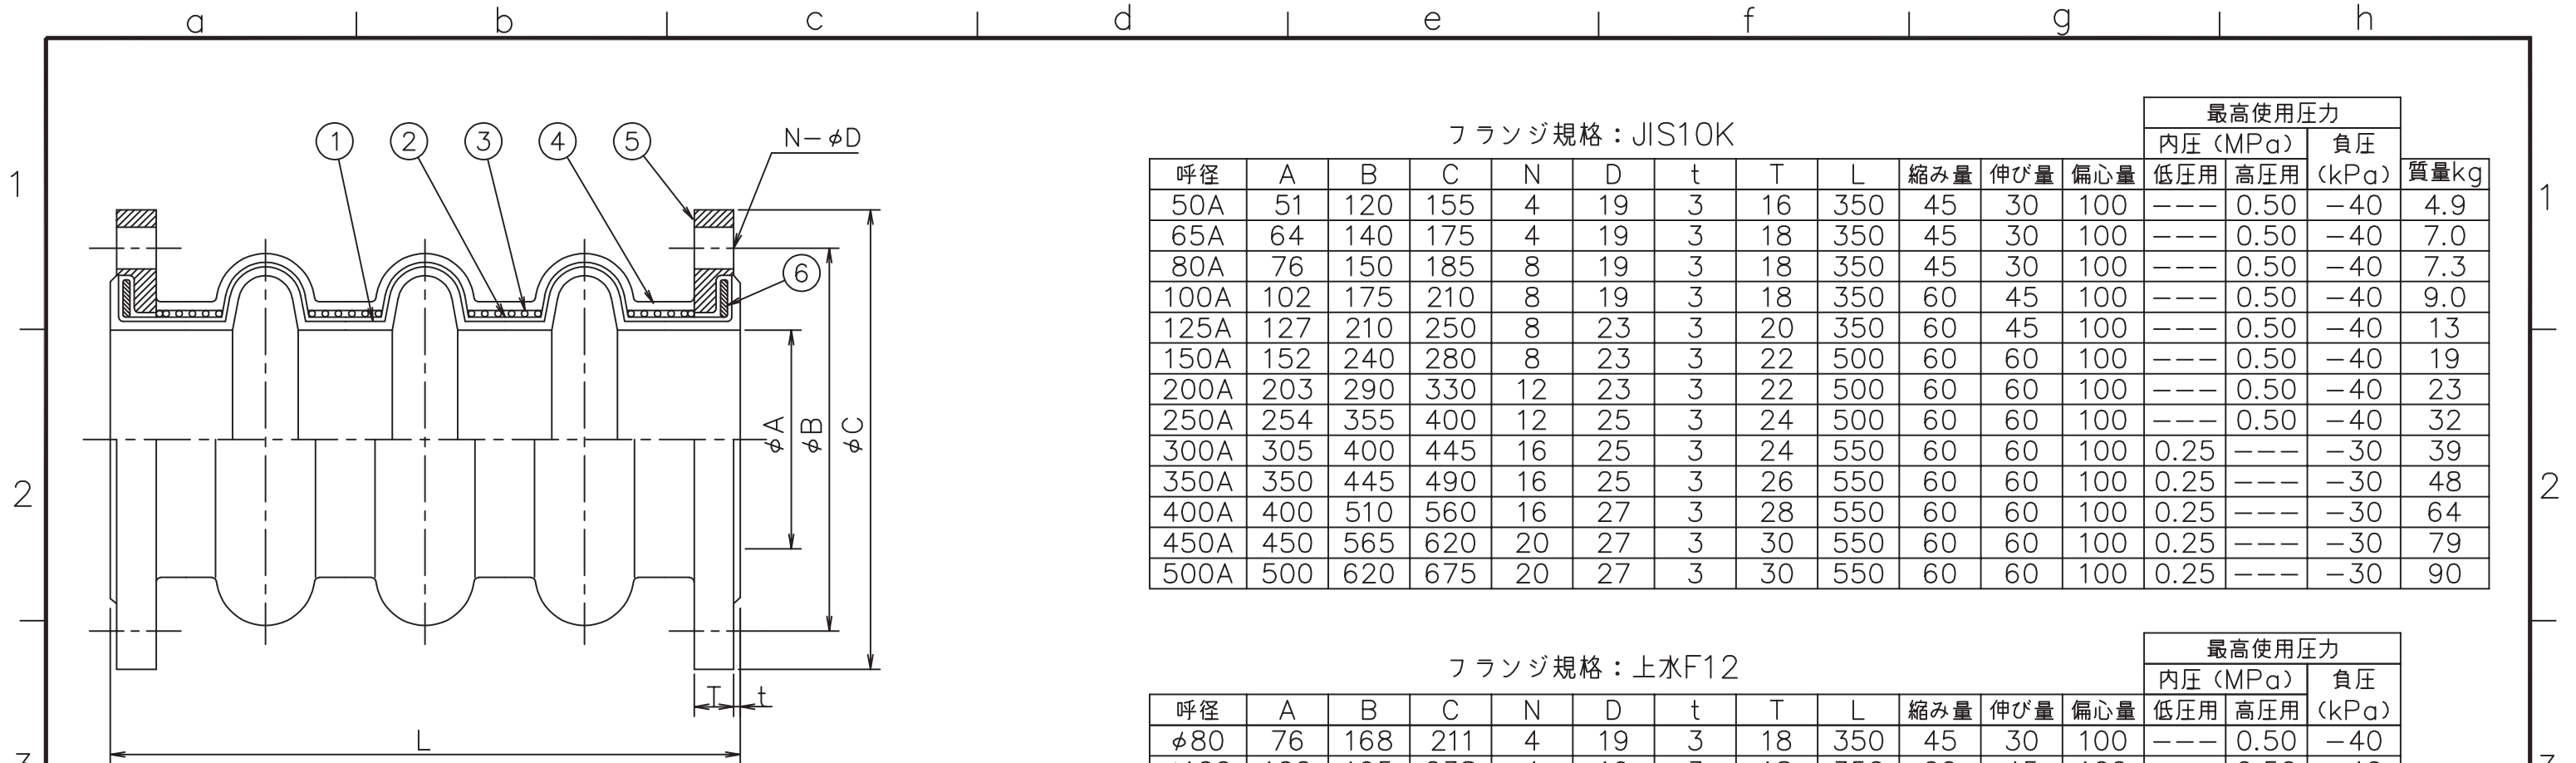 a b c d e f g h
1 1
2 2
① ② ③ ④ ⑤ N-φD
⑥
φA φB φC
T t
L
フランジ規格：JIS10K
最高使用圧力
内圧（MPa） 負圧
呼径 A B C N D t T L 縮み量 伸び量 偏心量 低圧用 高圧用 (kPa) 質量kg
50A 51 120 155 4 19 3 16 350 45 30 100 --- 0.50 -40 4.9
65A 64 140 175 4 19 3 18 350 45 30 100 --- 0.50 -40 7.0
80A 76 150 185 8 19 3 18 350 45 30 100 --- 0.50 -40 7.3
100A 102 175 210 8 19 3 18 350 60 45 100 --- 0.50 -40 9.0
125A 127 210 250 8 23 3 20 350 60 45 100 --- 0.50 -40 13
150A 152 240 280 8 23 3 22 500 60 60 100 --- 0.50 -40 19
200A 203 290 330 12 23 3 22 500 60 60 100 --- 0.50 -40 23
250A 254 355 400 12 25 3 24 500 60 60 100 --- 0.50 -40 32
300A 305 400 445 16 25 3 24 550 60 60 100 0.25 --- -30 39
350A 350 445 490 16 25 3 26 550 60 60 100 0.25 --- -30 48
400A 400 510 560 16 27 3 28 550 60 60 100 0.25 --- -30 64
450A 450 565 620 20 27 3 30 550 60 60 100 0.25 --- -30 79
500A 500 620 675 20 27 3 30 550 60 60 100 0.25 --- -30 90
フランジ規格：上水F12
最高使用圧力
内圧（MPa） 負圧
呼径 A B C N D t T L 縮み量 伸び量 偏心量 低圧用 高圧用 (kPa)
φ80 76 168 211 4 19 3 18 350 45 30 100 --- 0.50 -40